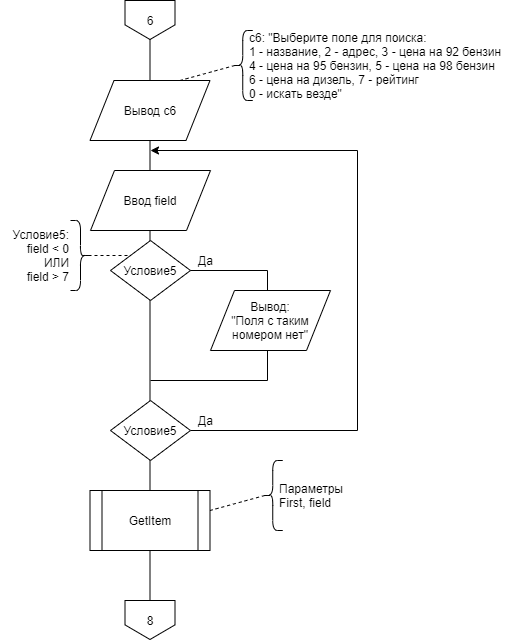 6
c6: "Выберите поле для поиска:
1 - название, 2 - адрес, 3 - цена на 92 бензин
4 - цена на 95 бензин, 5 - цена на 98 бензин
6 - цена на дизель, 7 - рейтинг
0 - искать везде"
Вывод c6
Ввод field
Условие5:
field < 0
ИЛИ
field > 7
Условие5
Да
Вывод:
"Поля с таким
номером нет"
Условие5
Да
GetItem
Параметры
First, field
8